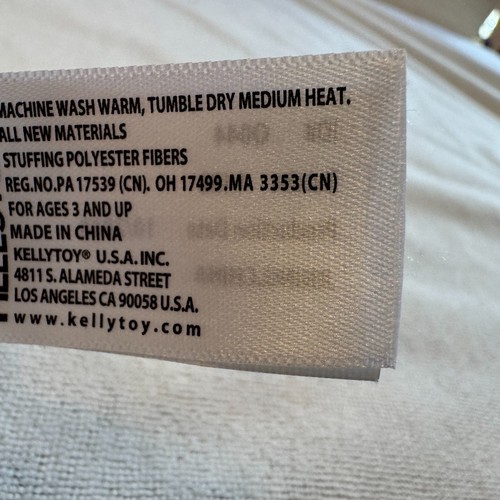 MACHINE WASH WARM, TUMBLE DRY MEDIUM HEAT.
ALL NEW MATERIALS
STUFFING POLYESTER FIBERS
REG.NO.PA 17539 (CN). OH 17499.MA 3353(CN)
FOR AGES 3 AND UP
MADE IN CHINA
KELLYTOY® U.S.A. INC.
4811 S. ALAMEDA STREET
LOS ANGELES CA 90058 U.S.A.
www.kellytoy.com